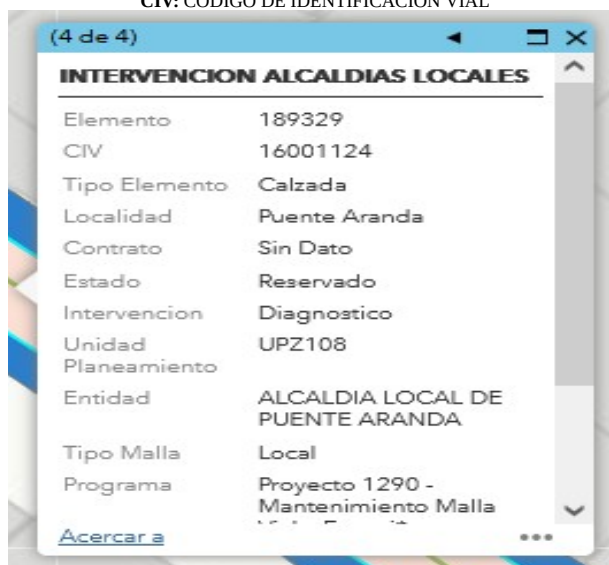 CIV: CODIGO DE IDENTIFICACION VIAL
(4 de 4)
INTERVENCION ALCALDIAS LOCALES
Elemento 189329
CIV 16001124
Tipo Elemento Calzada
Localidad Puente Aranda
Contrato Sin Dato
Estado Reservado
Intervencion Diagnostico
Unidad Planeamiento UPZ108
Entidad ALCALDIA LOCAL DE
PUENTE ARANDA
Tipo Malla Local
Programa Proyecto 1290 -
Mantenimiento Malla
Acercar a